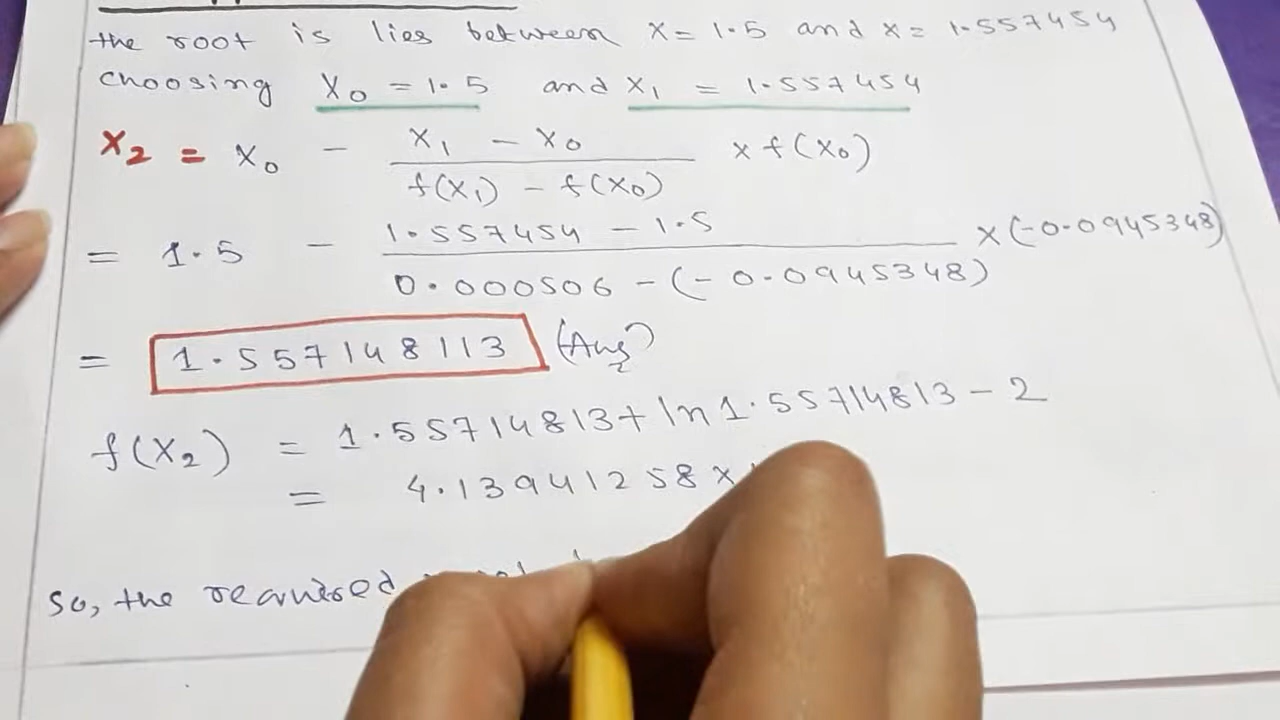 the root is lies between x = 1.5 and x = 1.557454
choosing x₀ = 1.5 and x₁ = 1.557454
x₂ = x₀ - (x₁ - x₀) / (f(x₁) - f(x₀)) × f(x₀)
= 1.5 - (1.557454 - 1.5) / (0.000506 - (-0.0945348)) × (-0.0945348)
= 1.557148113 (Ans)
f(x₂) = 1.55714813 + ln 1.55714813 - 2
= 4.13941258 ×
so, the required